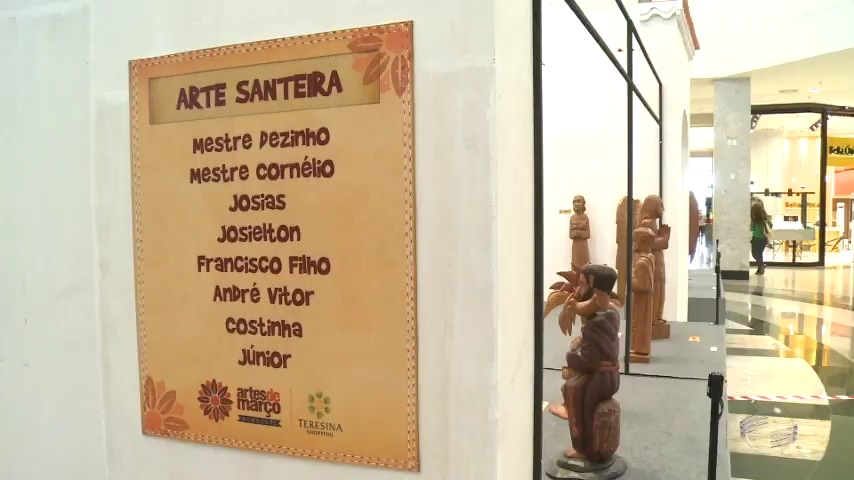 ARTE SANTEIRA
Mestre Dezinho
Mestre Cornélio
Josias
Josielton
Francisco Filho
André Vitor
Costinha
Júnior
artes de
março
TERESINA
SHOPPING